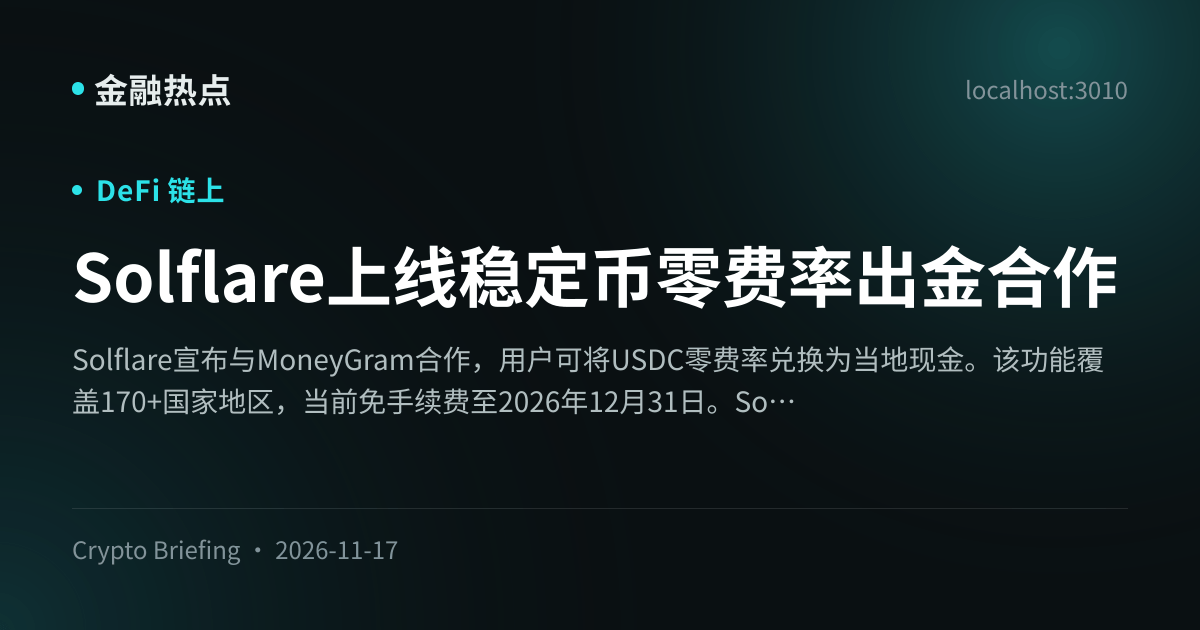 金融热点
localhost:3010
DeFi 链上
Solflare上线稳定币零费率出金合作
Solflare宣布与MoneyGram合作，用户可将USDC零费率兑换为当地现金。该功能覆
盖170+国家地区，当前免手续费至2026年12月31日。So…
Crypto Briefing · 2026-11-17